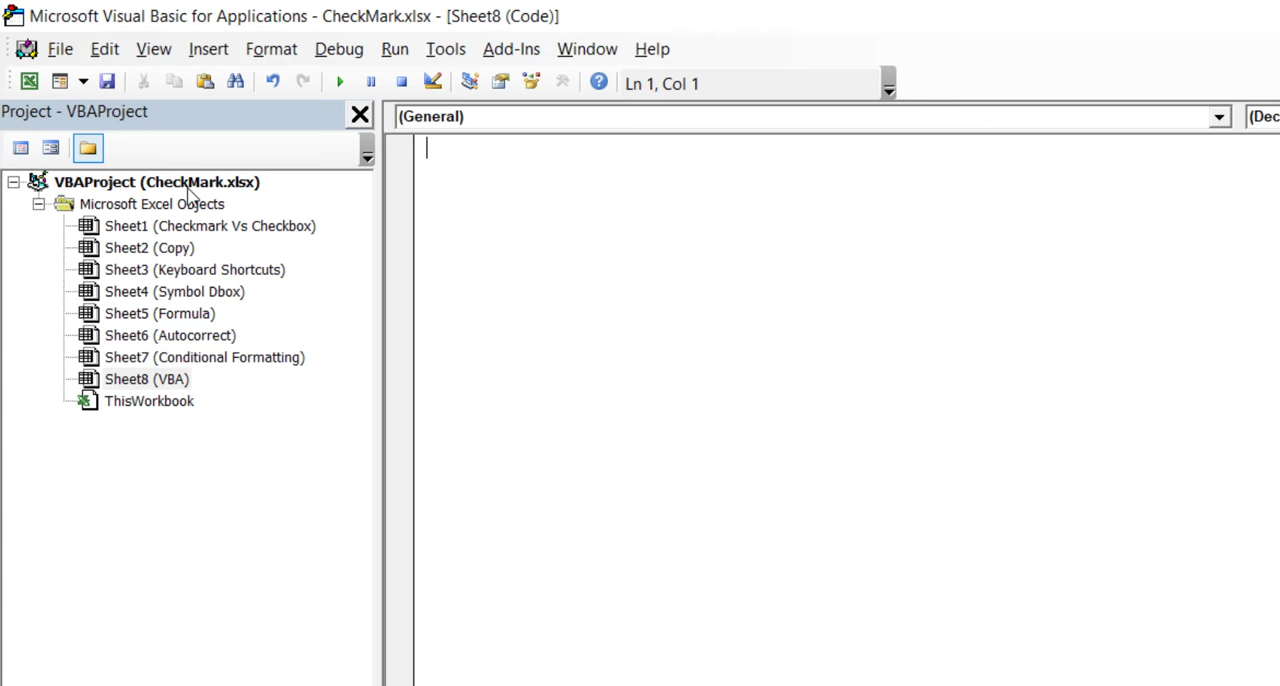 Microsoft Visual Basic for Applications - CheckMark.xlsx - [Sheet8 (Code)]
File Edit View Insert Format Debug Run Tools Add-Ins Window Help
Ln 1, Col 1
Project - VBAProject
(General)
(Dec
VBAProject (CheckMark.xlsx)
Microsoft Excel Objects
Sheet1 (Checkmark Vs Checkbox)
Sheet2 (Copy)
Sheet3 (Keyboard Shortcuts)
Sheet4 (Symbol Dbox)
Sheet5 (Formula)
Sheet6 (Autocorrect)
Sheet7 (Conditional Formatting)
Sheet8 (VBA)
ThisWorkbook